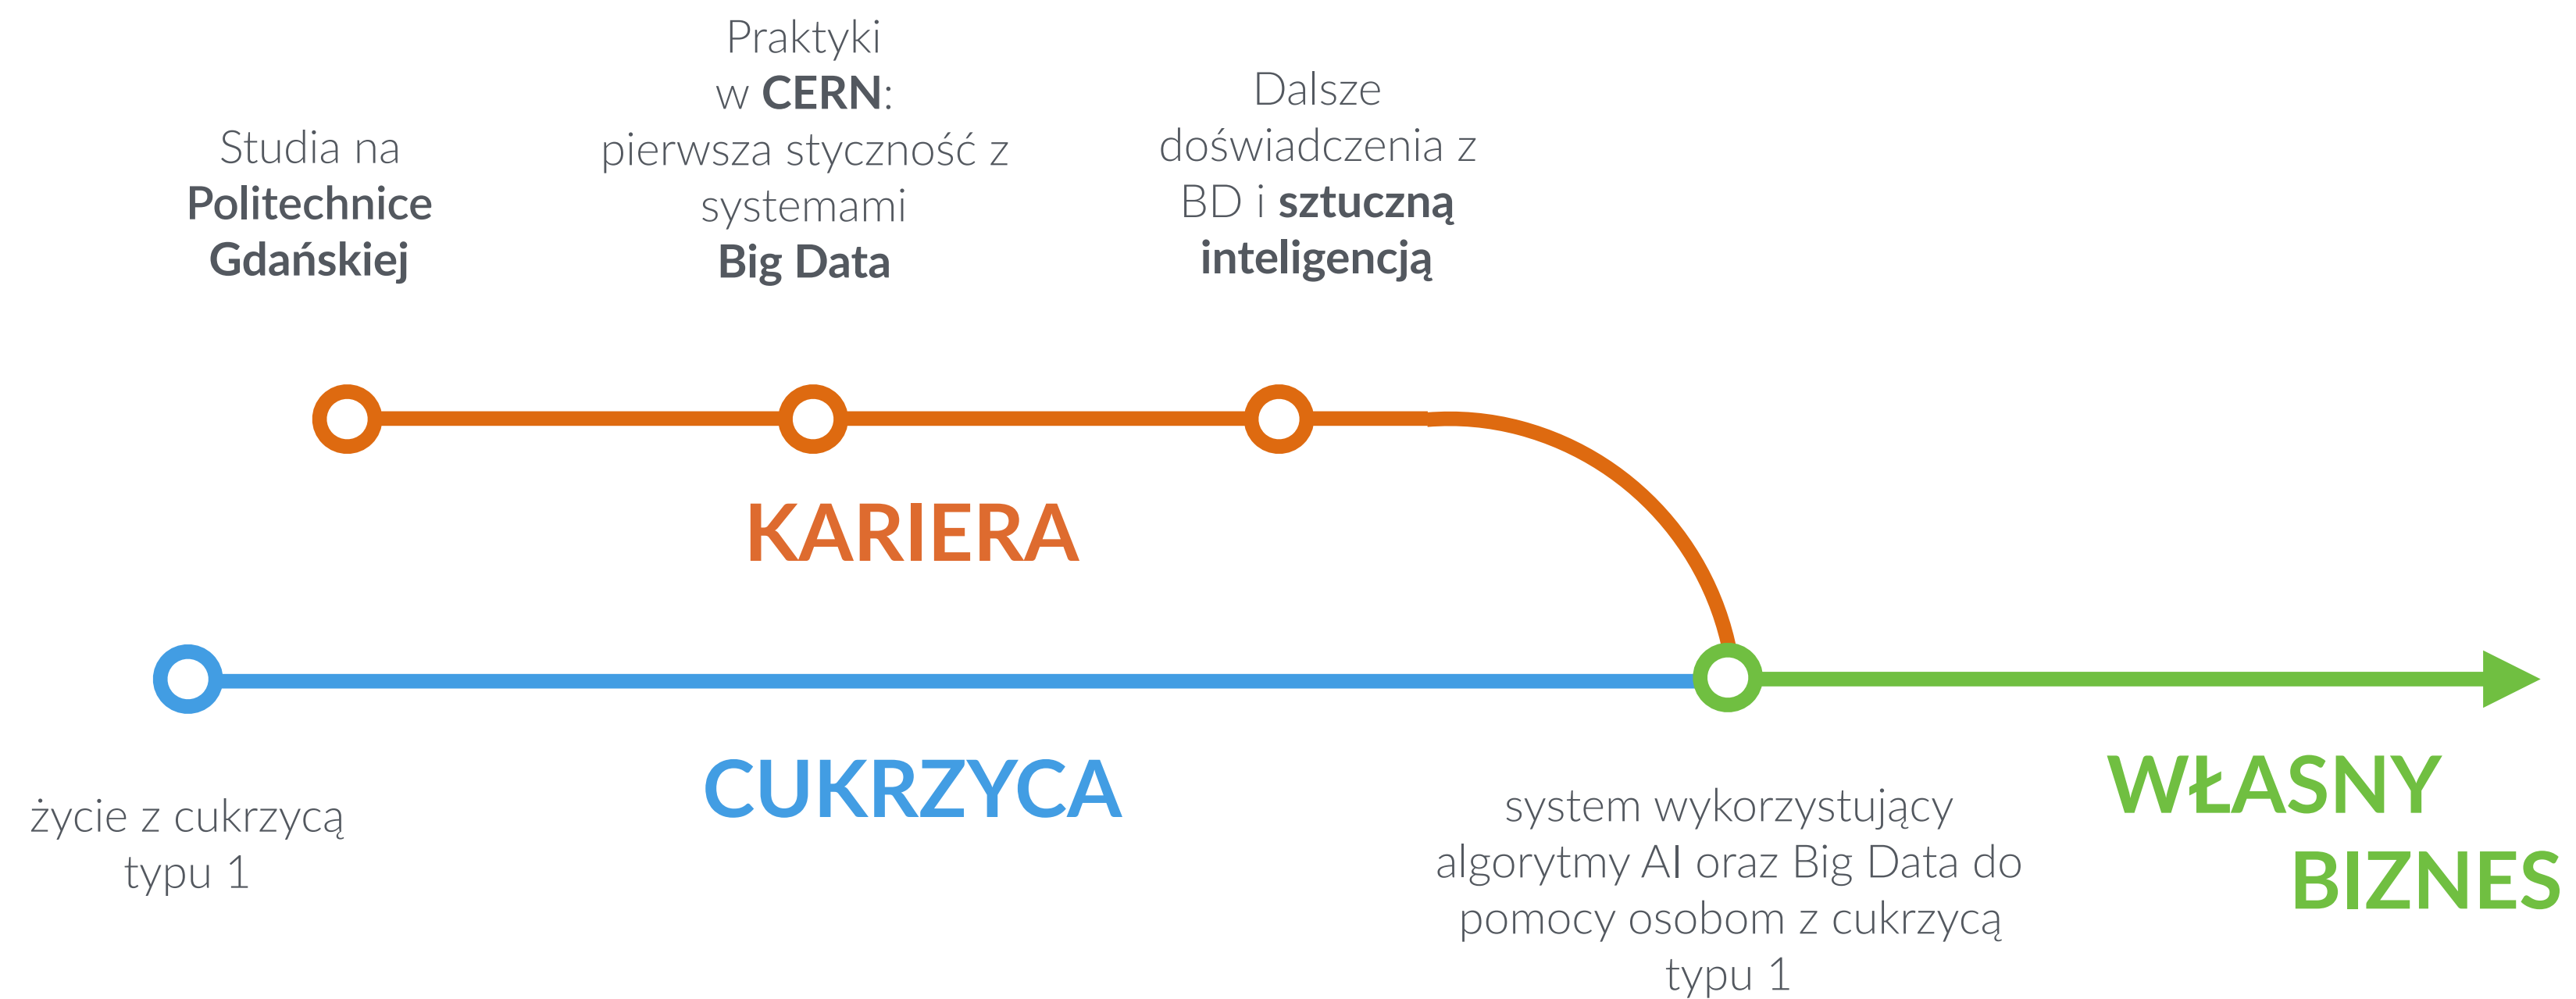 Studia na
Politechnice
Gdańskiej
Praktyki
w CERN:
pierwsza styczność z
systemami
Big Data
Dalsze
doświadczenia z
BD i sztuczną
inteligencją
KARIERA
CUKRZYCA
życie z cukrzycą
typu 1
system wykorzystujący
algorytmy AI oraz Big Data do
pomocy osobom z cukrzycą
typu 1
WŁASNY
BIZNES